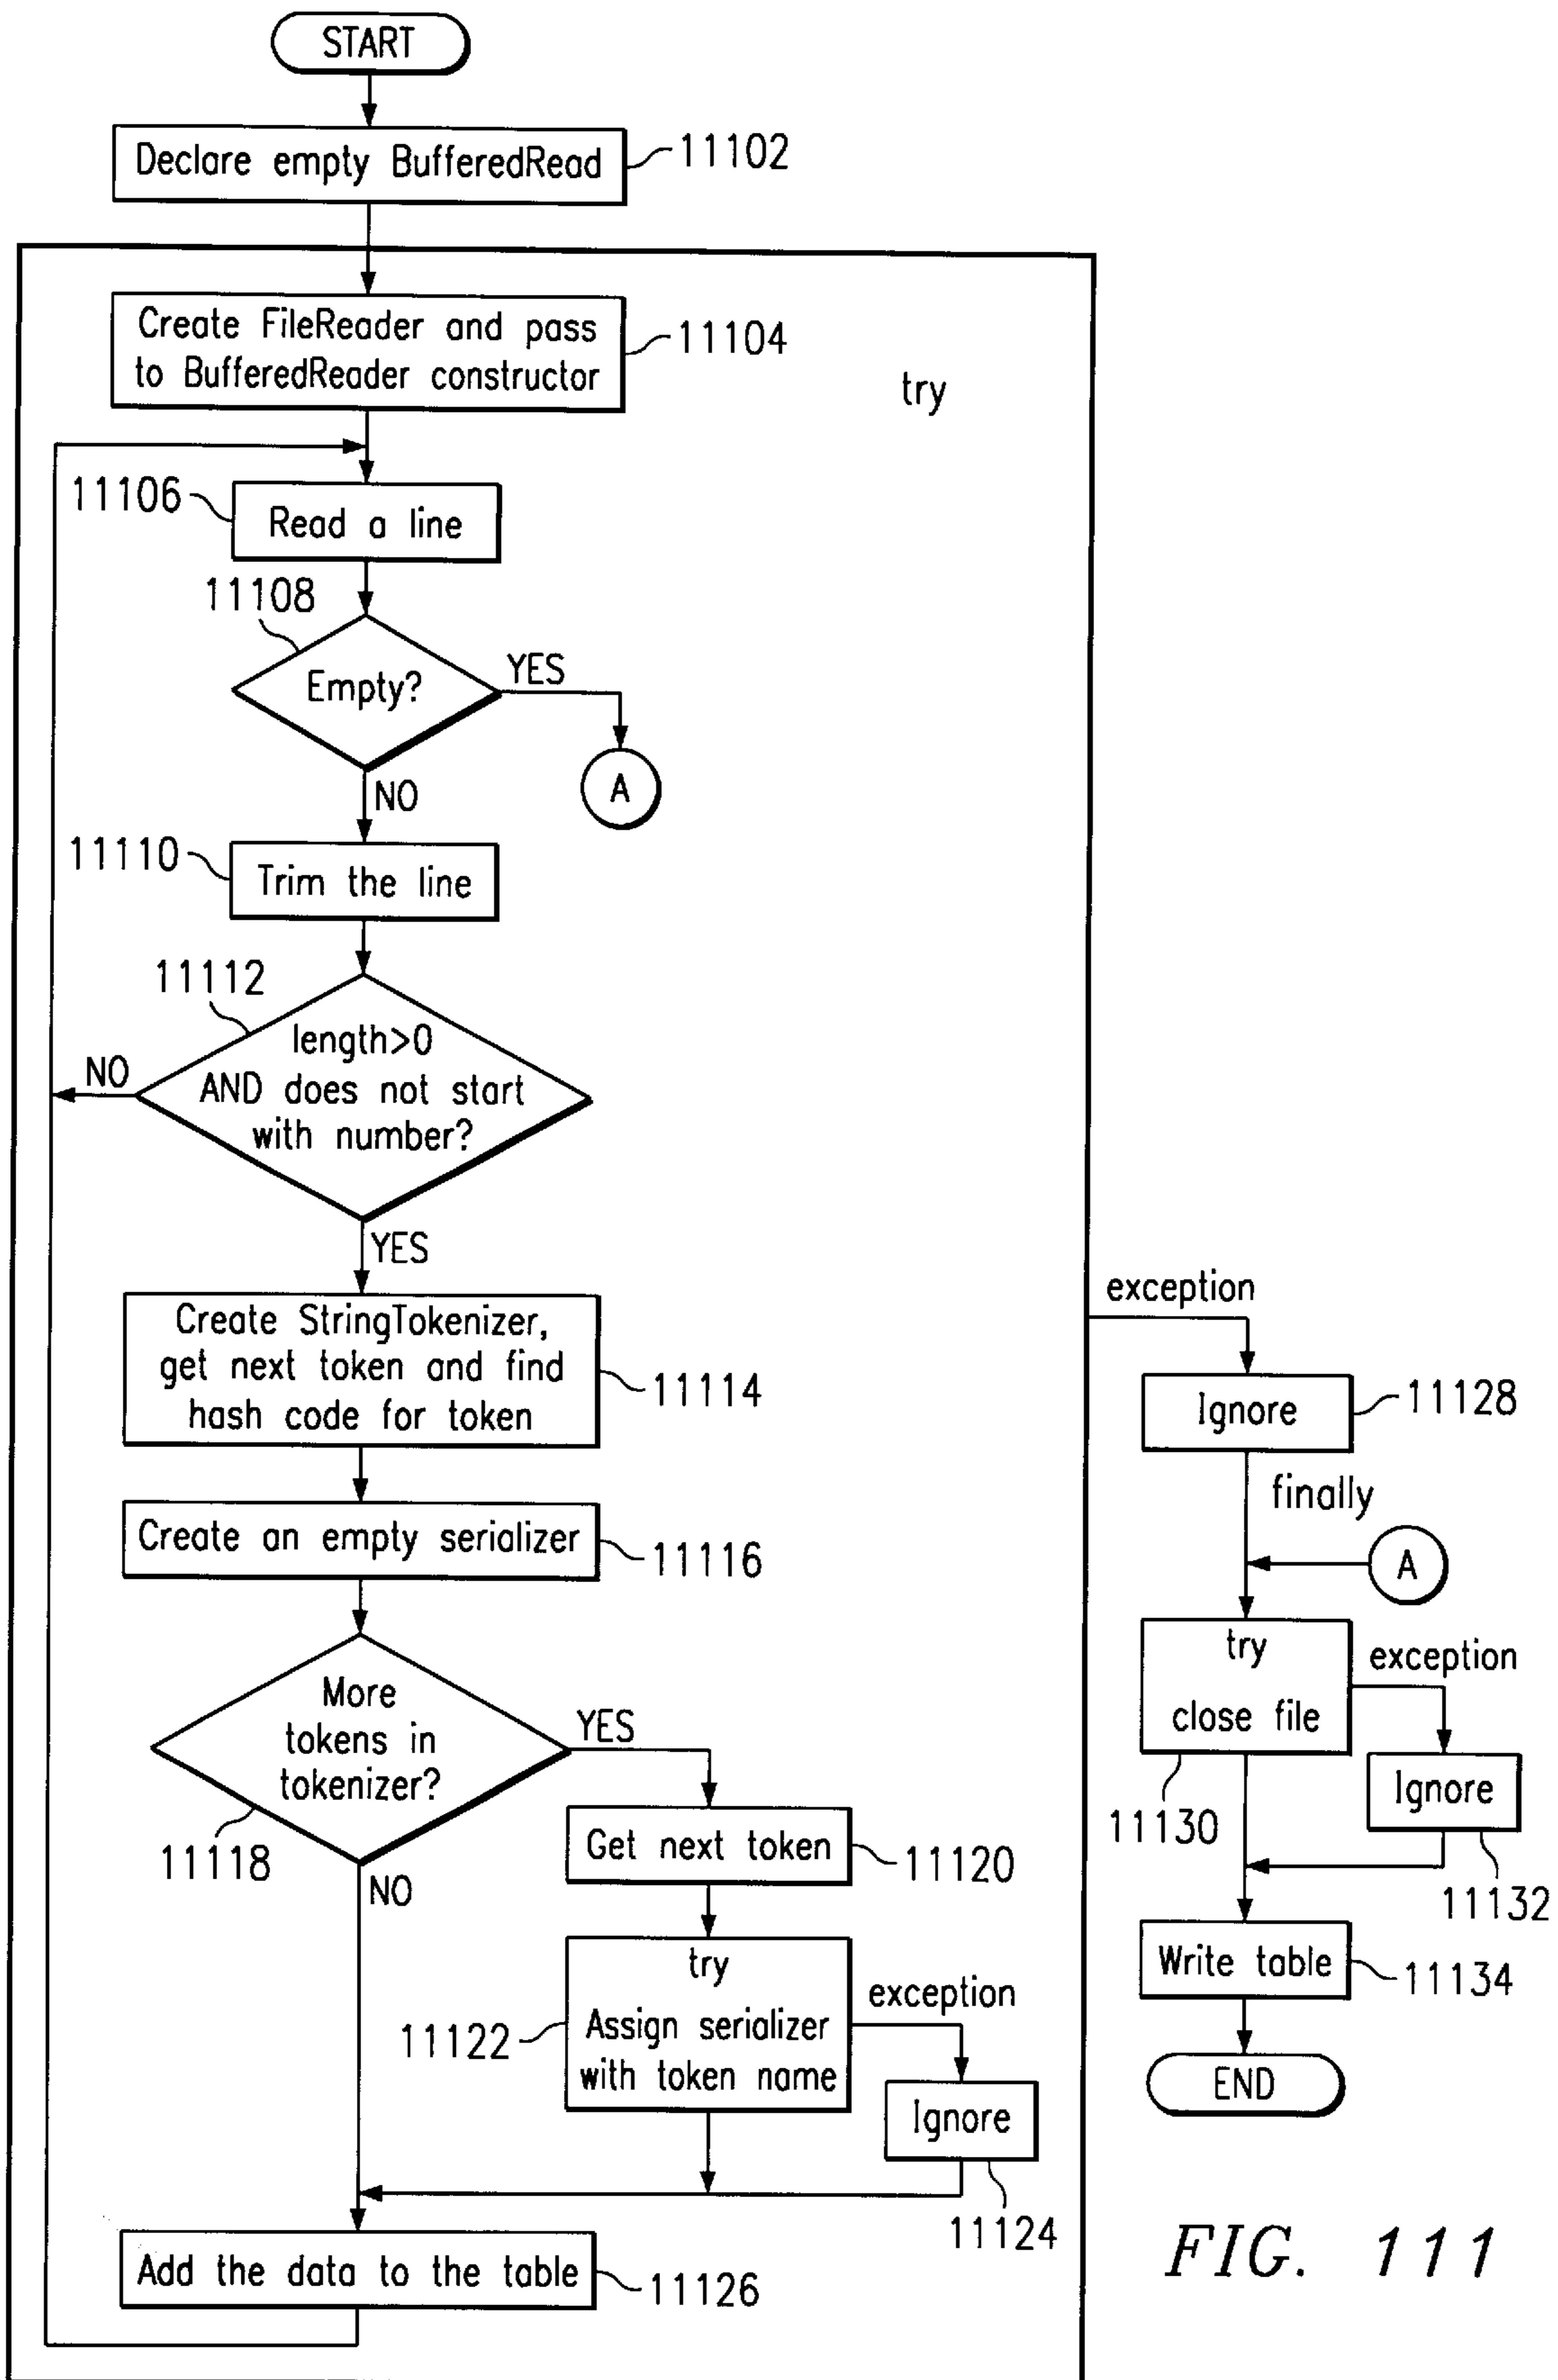 START
Declare empty BufferedRead
11102
Create FileReader and pass
to BufferedReader constructor
11104
try
11106
Read a line
11108
Empty?
YES
A
NO
11110
Trim the line
11112
length>0
AND does not start
with number?
NO
YES
Create StringTokenizer,
get next token and find
hash code for token
11114
Create an empty serializer
11116
More
tokens in
tokenizer?
YES
11118
NO
Get next token
11120
try
Assign serializer
with token name
11122
exception
Ignore
11124
Add the data to the table
11126
exception
Ignore
11128
finally
A
try
close file
exception
11130
Ignore
11132
Write table
11134
END
FIG. 111